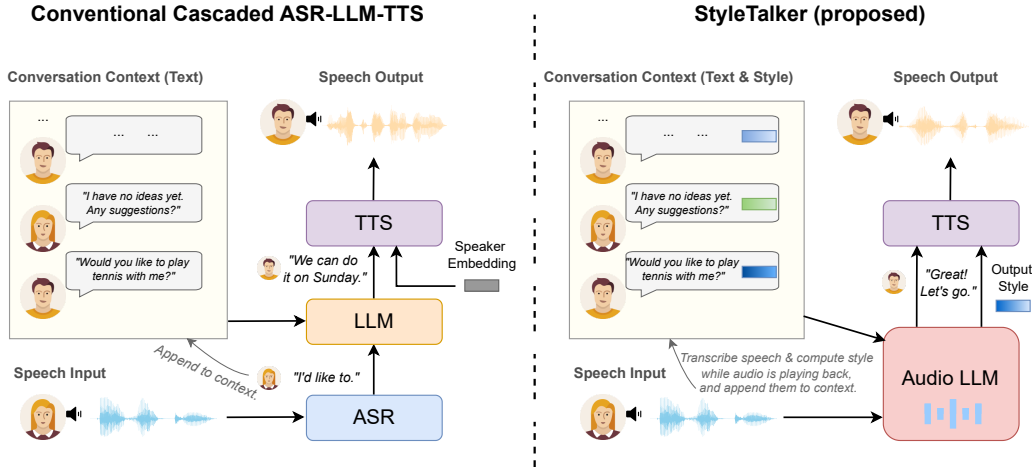 Conventional Cascaded ASR-LLM-TTS
Conversation Context (Text)
Speech Output
...
... ...
"I have no ideas yet.
Any suggestions?"
"Would you like to play
tennis with me?"
TTS
"We can do
it on Sunday."
Speaker
Embedding
LLM
Append to context.
"I'd like to."
Speech Input
ASR
StyleTalker (proposed)
Conversation Context (Text & Style)
Speech Output
...
... ...
"I have no ideas yet.
Any suggestions?"
"Would you like to play
tennis with me?"
TTS
"Great!
Let's go."
Output
Style
Transcribe speech & compute style
while audio is playing back,
and append them to context.
Speech Input
Audio LLM